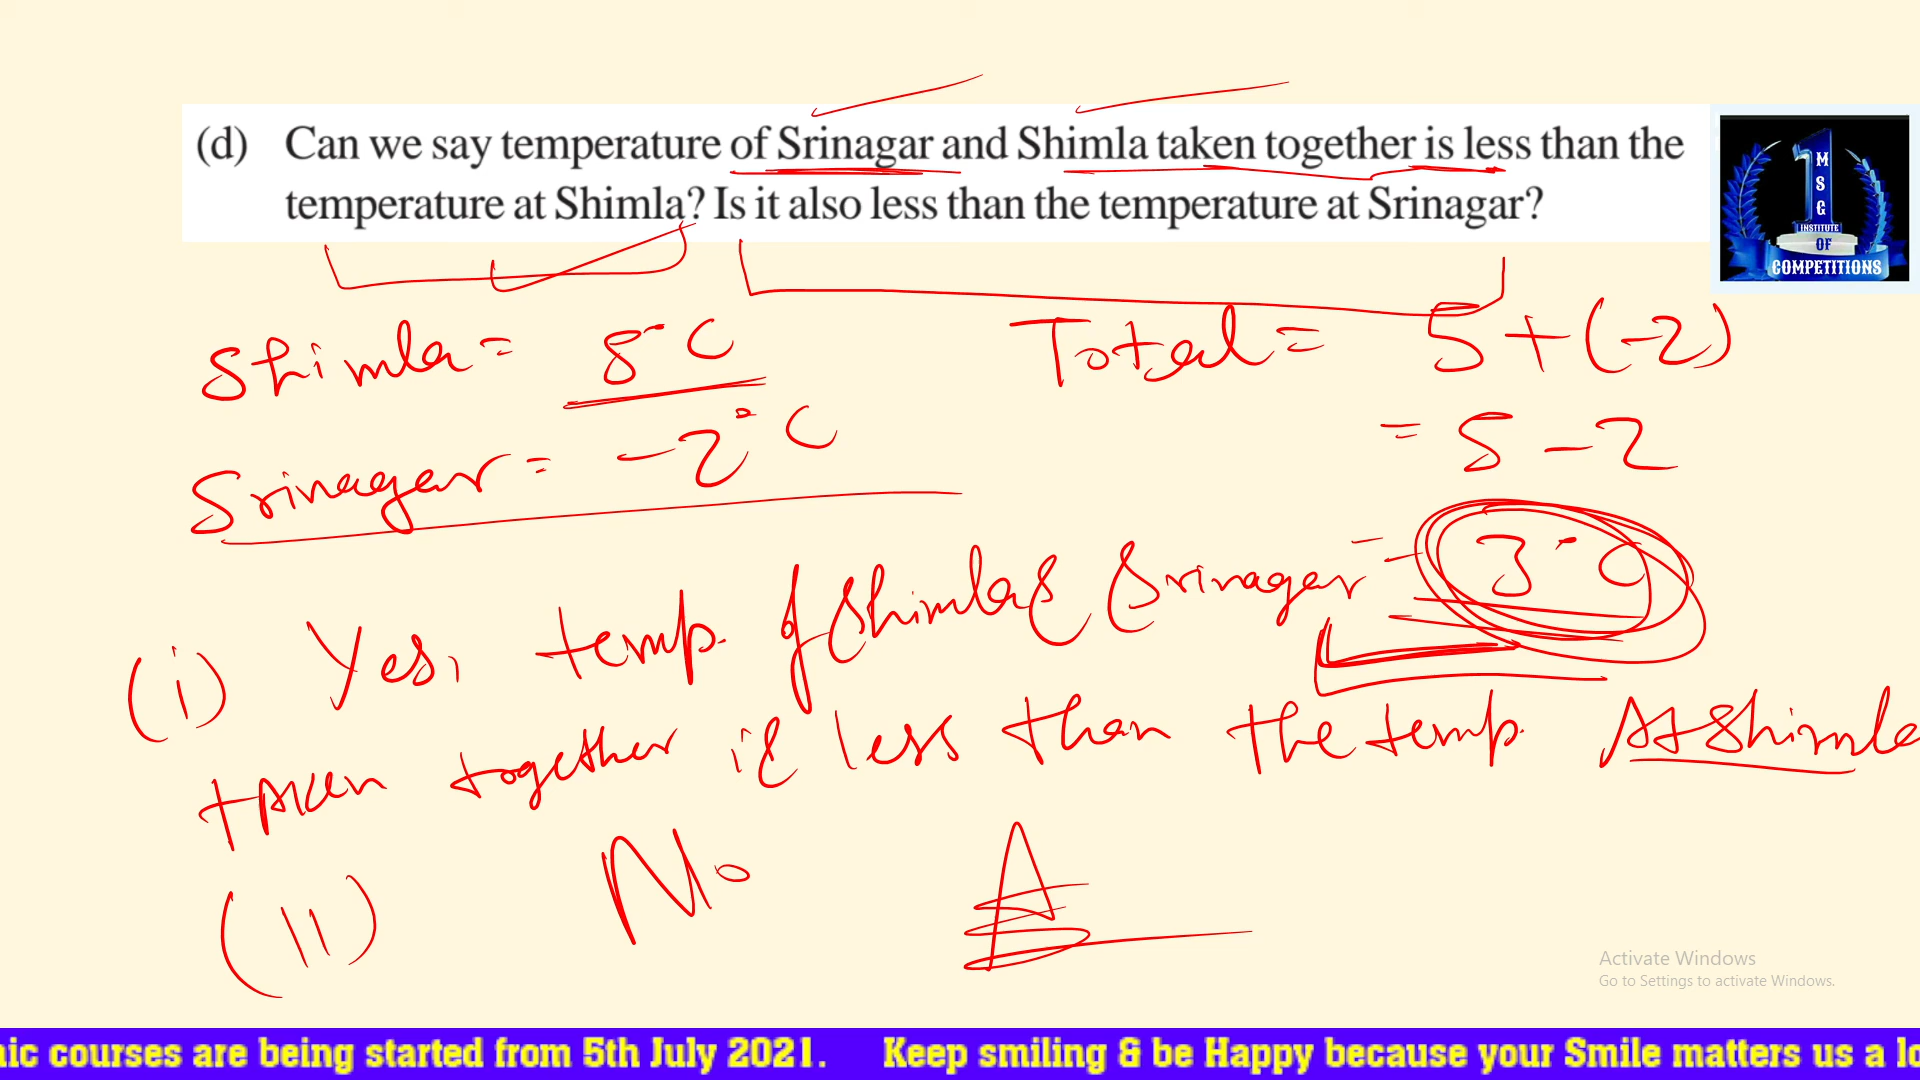 (d) Can we say temperature of Srinagar and Shimla taken together is less than the
temperature at Shimla? Is it also less than the temperature at Srinagar?
1 MSG
INSTITUTE
OF
COMPETITIONS
Shimla = 5°C
Total = 5 + (-2)
Srinagar = -2°C
= 5 - 2
= 3°C
(i) Yes, temp. of Shimla & Srinagar
taken together is less than the temp. At Shimla
(ii) No
A
Activate Windows
Go to Settings to activate Windows.
nic courses are being started from 5th July 2021. Keep smiling & be Happy because your Smile matters us a lo